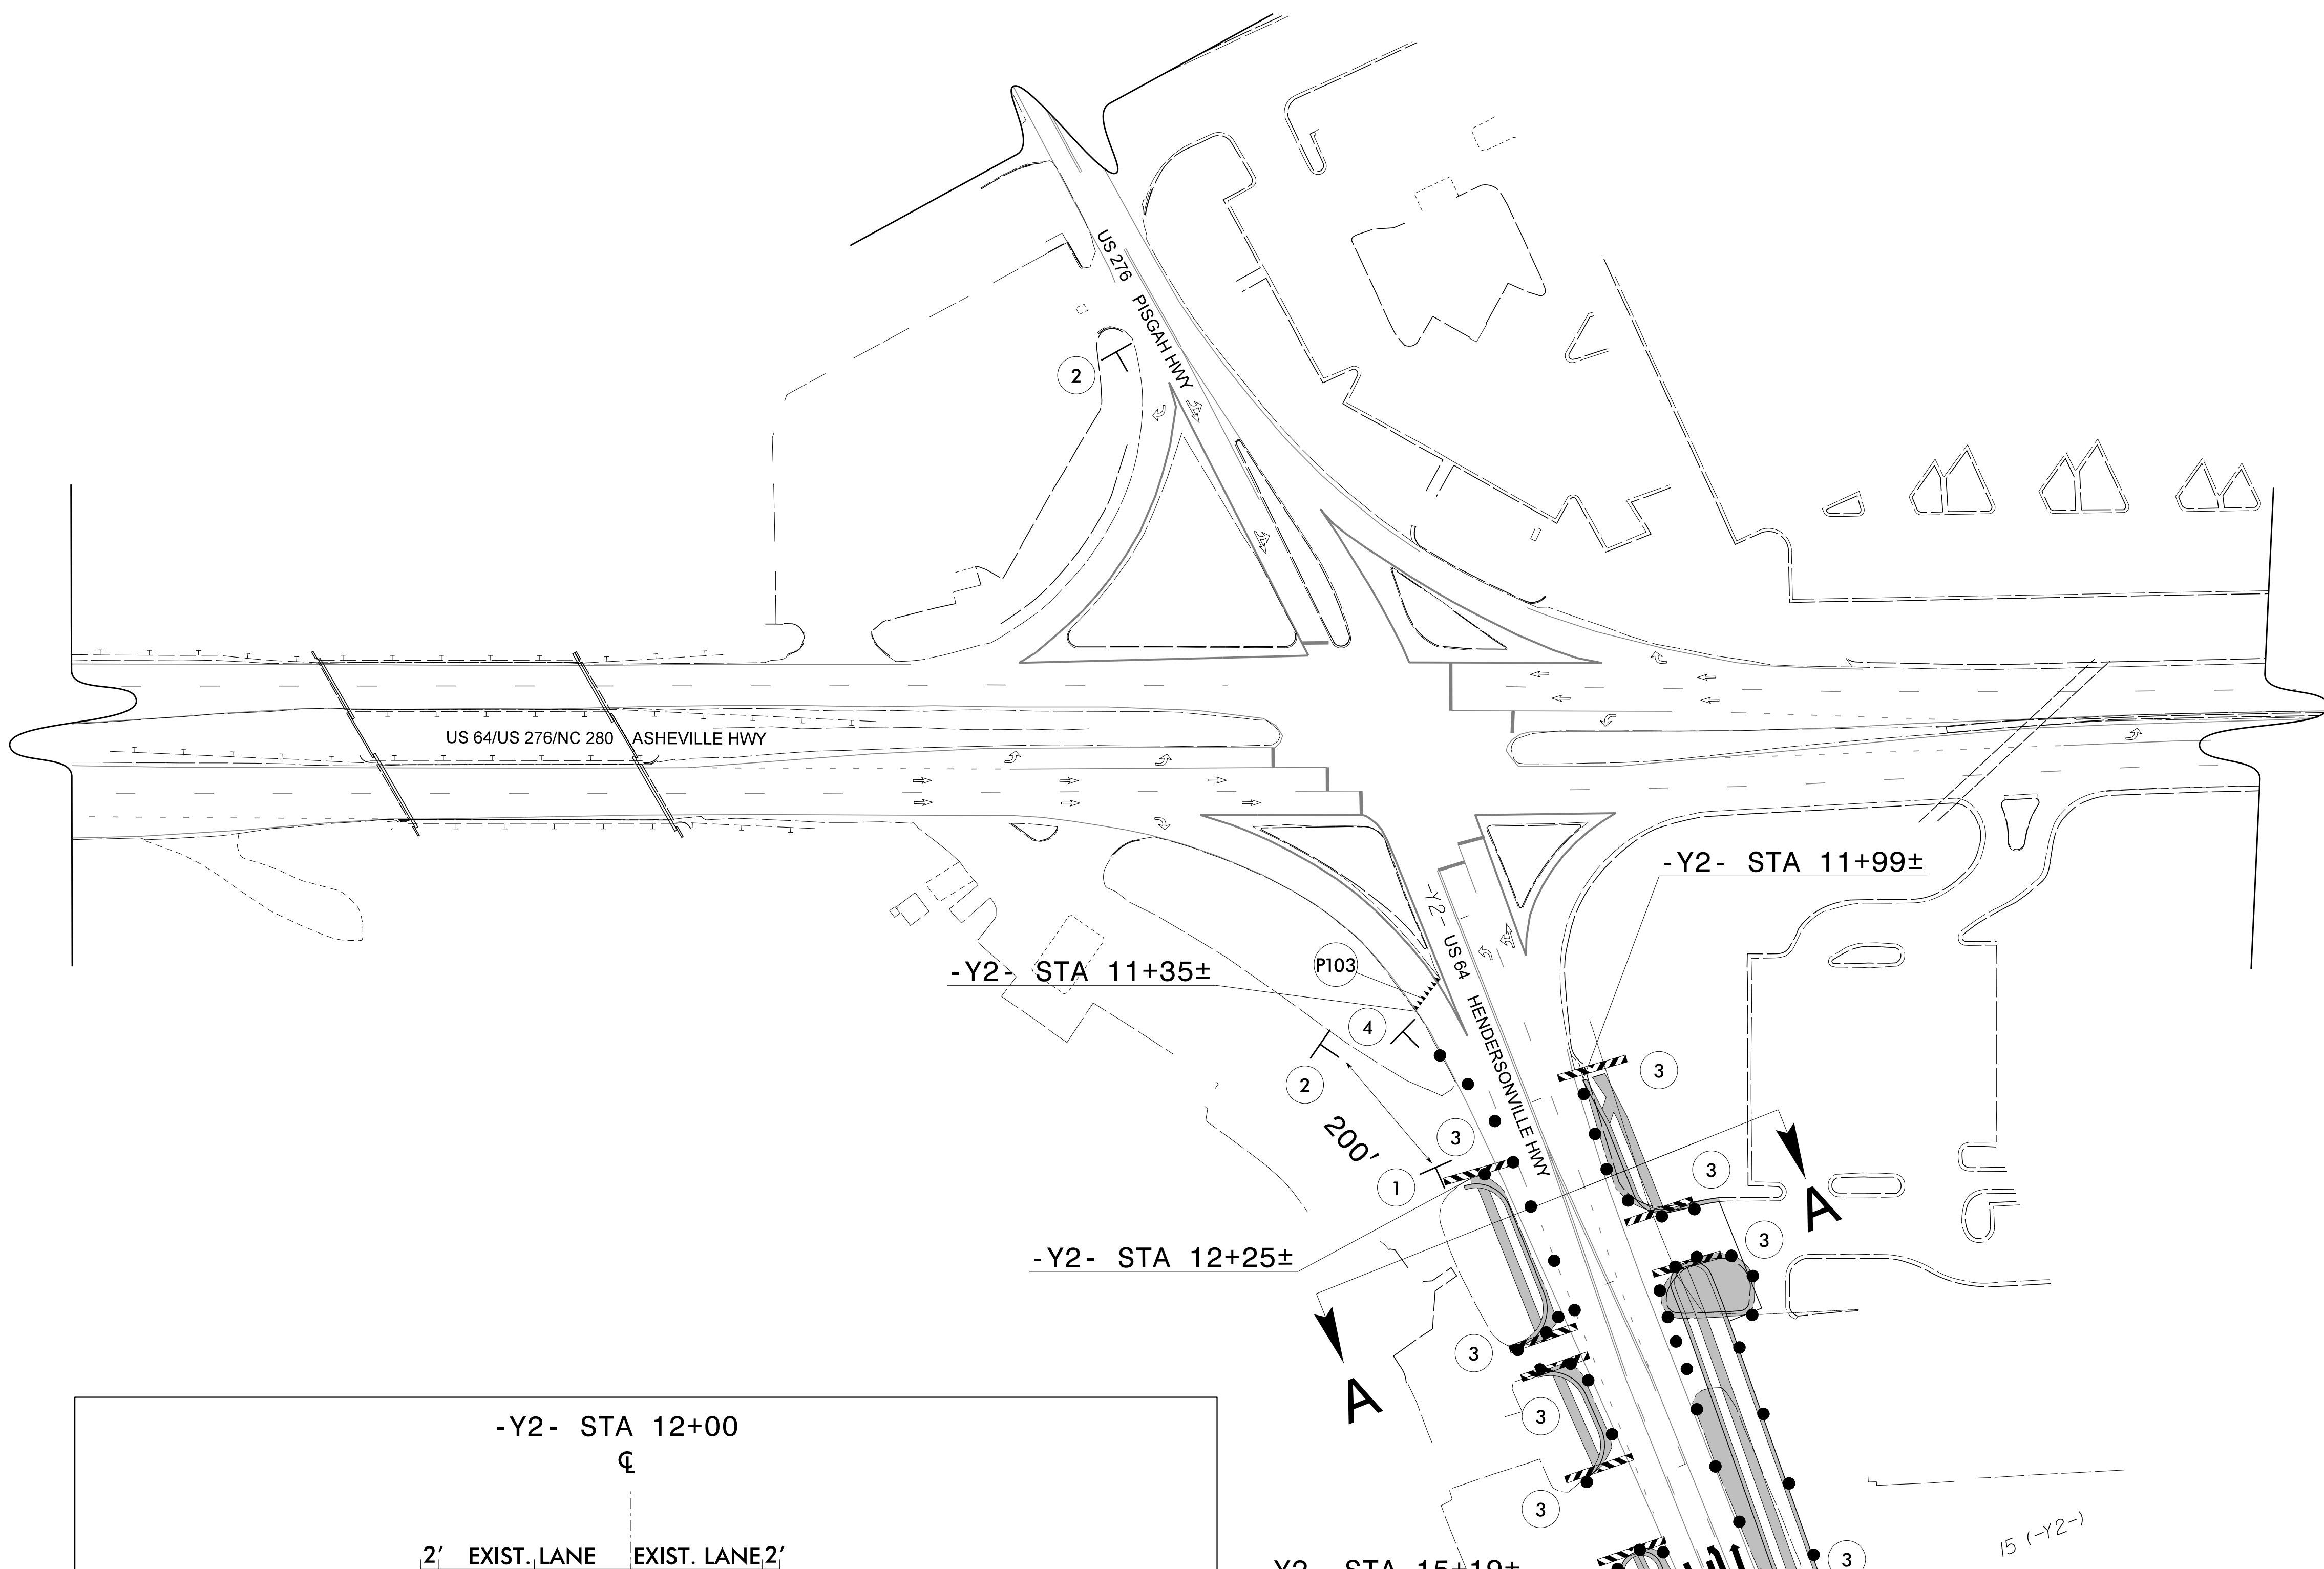 US 276 PISGAH HWY
2
US 64/US 276/NC 280 ASHEVILLE HWY
-Y2- STA 11+99±
-Y2- US 64 HENDERSONVILLE HWY
-Y2- STA 11+35±
P103
4
2
200'
3
3
3
1
A
3
-Y2- STA 12+25±
A
3
3
3
-Y2- STA 12+00
℄
2' EXIST. LANE EXIST. LANE 2'
15 (-Y2-)
3